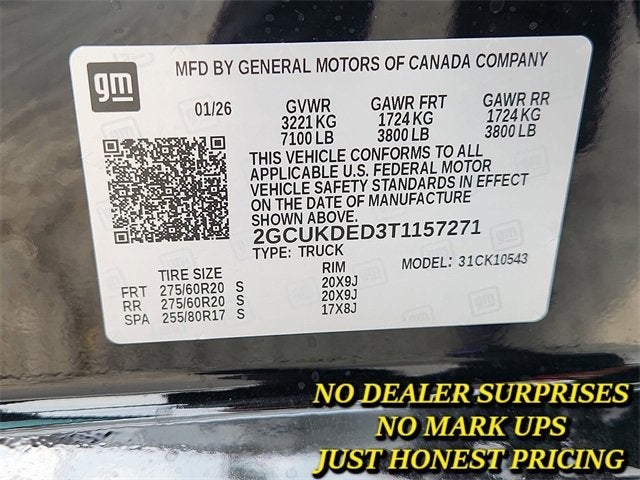 gm
MFD BY GENERAL MOTORS OF CANADA COMPANY
01/26
GVWR GAWR FRT GAWR RR
3221 KG 1724 KG 1724 KG
7100 LB 3800 LB 3800 LB
THIS VEHICLE CONFORMS TO ALL
APPLICABLE U.S. FEDERAL MOTOR
VEHICLE SAFETY STANDARDS IN EFFECT
ON THE DATE OF MANUFACTURE
SHOWN ABOVE.
2GCUKDED3T1157271
TYPE: TRUCK
MODEL: 31CK10543
TIRE SIZE RIM
FRT 275/60R20 S 20X9J
RR 275/60R20 S 20X9J
SPA 255/80R17 S 17X8J
NO DEALER SURPRISES
NO MARK UPS
JUST HONEST PRICING